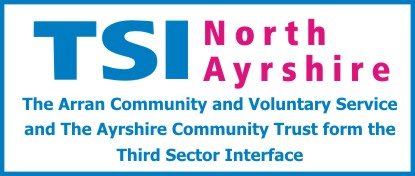 TSI North
Ayrshire
The Arran Community and Voluntary Service
and The Ayrshire Community Trust form the
Third Sector Interface